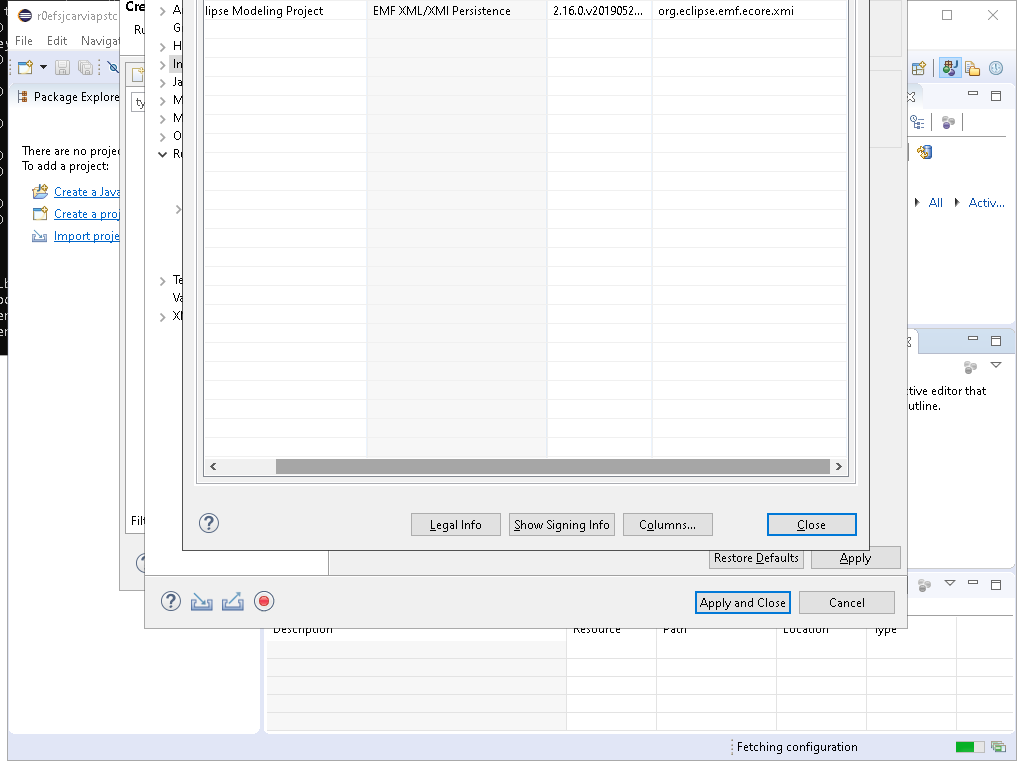 r0efsjcarviapstc
Cre
File Edit Navigat
Ru
Package Explore
ty
There are no projec
To add a project:
Create a Java
Create a proj
Import proje
Filt
A
G
H
In
Ja
M
M
O
Ru
Te
Va
XM
lipse Modeling Project EMF XML/XMI Persistence 2.16.0.v2019052... org.eclipse.emf.ecore.xmi
Legal Info Show Signing Info Columns... Close
Restore Defaults Apply
Apply and Close Cancel
All Activ...
ctive editor that
utline.
Description Resource Path Location Type
Fetching configuration